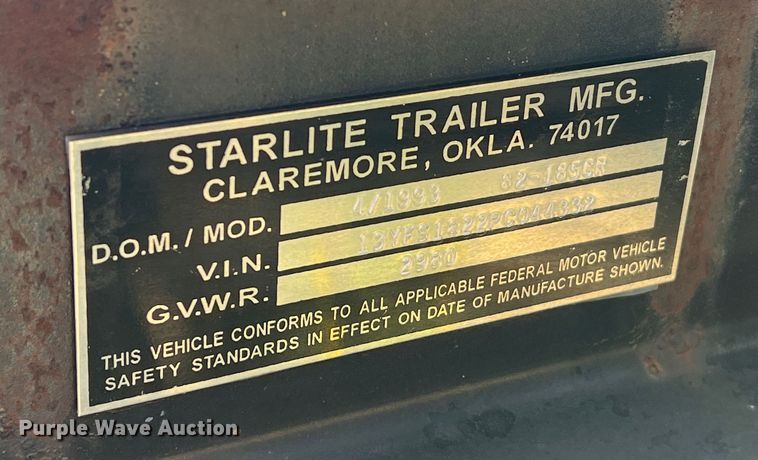 STARLITE TRAILER MFG.
CLAREMORE, OKLA. 74017
D.O.M. / MOD. 4/1993
V.I.N.
G.V.W.R. 2980
THIS VEHICLE CONFORMS TO ALL APPLICABLE FEDERAL MOTOR VEHICLE
SAFETY STANDARDS IN EFFECT ON DATE OF MANUFACTURE SHOWN.
Purple Wave Auction